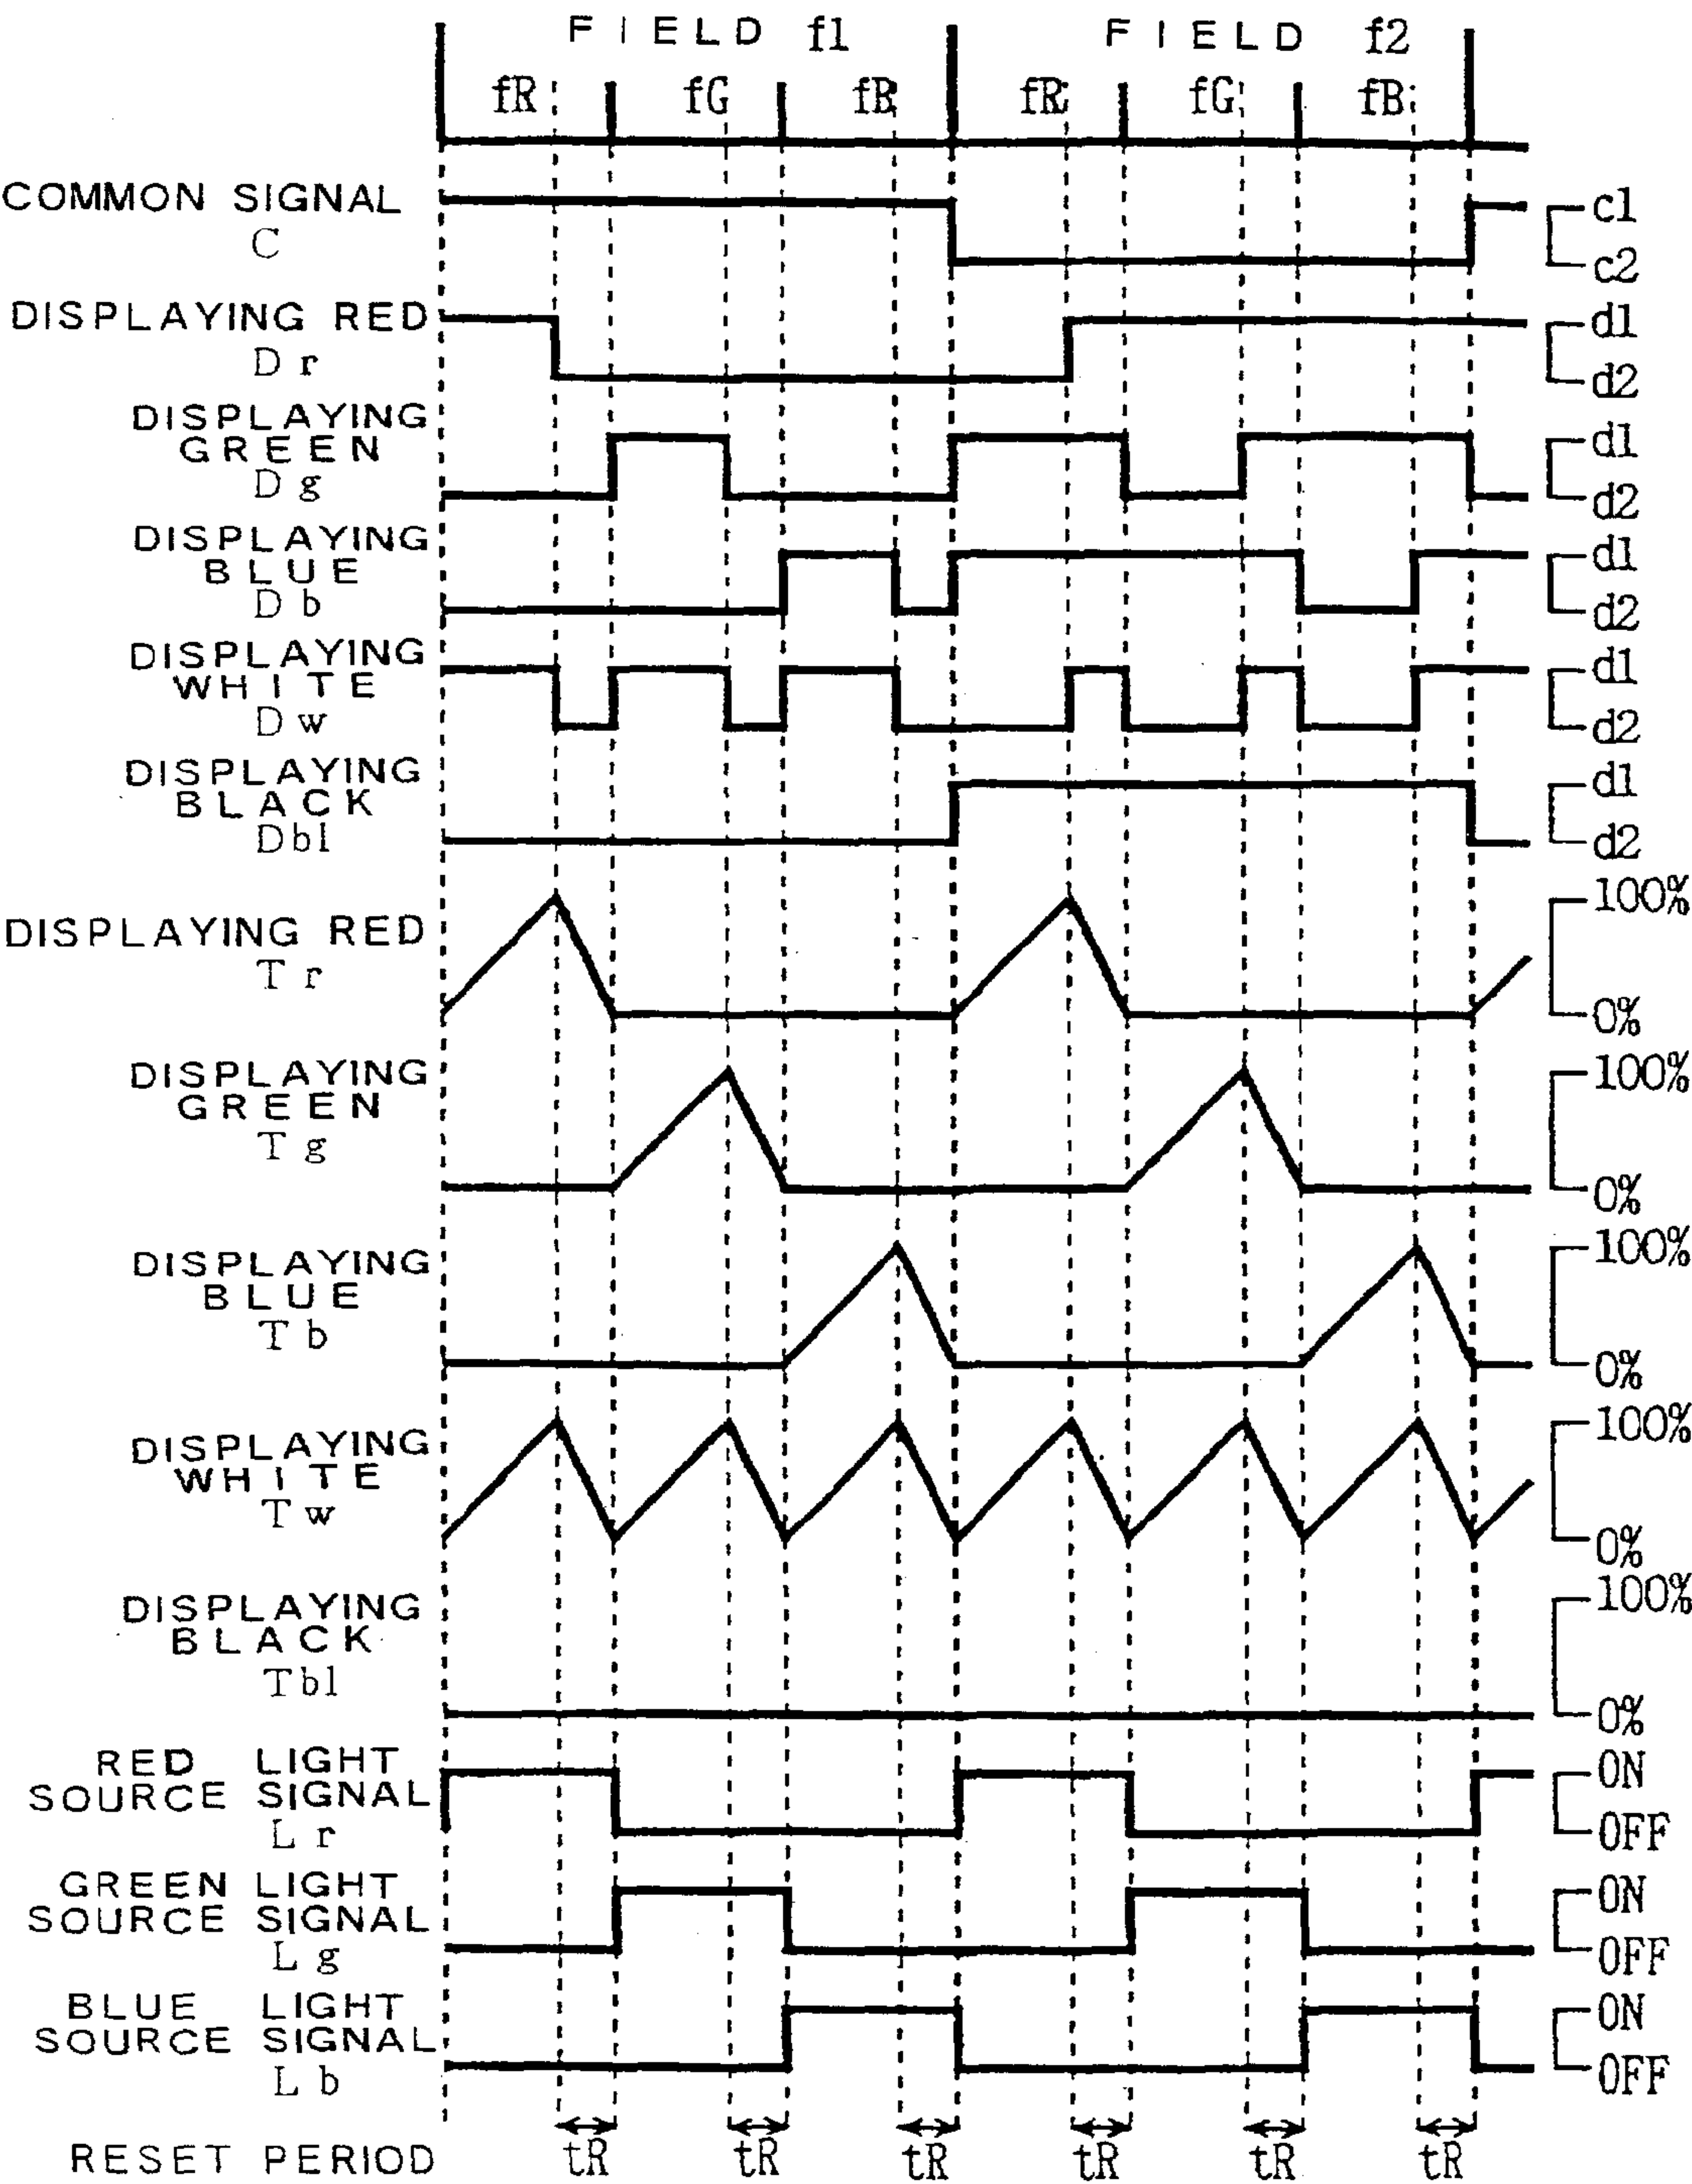 FIELD f1 FIELD f2
fR fG fB fR fG fB
COMMON SIGNAL
C
c1
c2
DISPLAYING RED
Dr
d1
d2
DISPLAYING
GREEN
Dg
d1
d2
DISPLAYING
BLUE
Db
d1
d2
DISPLAYING
WHITE
Dw
d1
d2
DISPLAYING
BLACK
Dbl
d1
d2
DISPLAYING RED
Tr
100%
0%
DISPLAYING
GREEN
Tg
100%
0%
DISPLAYING
BLUE
Tb
100%
0%
DISPLAYING
WHITE
Tw
100%
0%
DISPLAYING
BLACK
Tbl
100%
0%
RED LIGHT
SOURCE SIGNAL
Lr
ON
OFF
GREEN LIGHT
SOURCE SIGNAL
Lg
ON
OFF
BLUE LIGHT
SOURCE SIGNAL
Lb
ON
OFF
RESET PERIOD tR tR tR tR tR tR